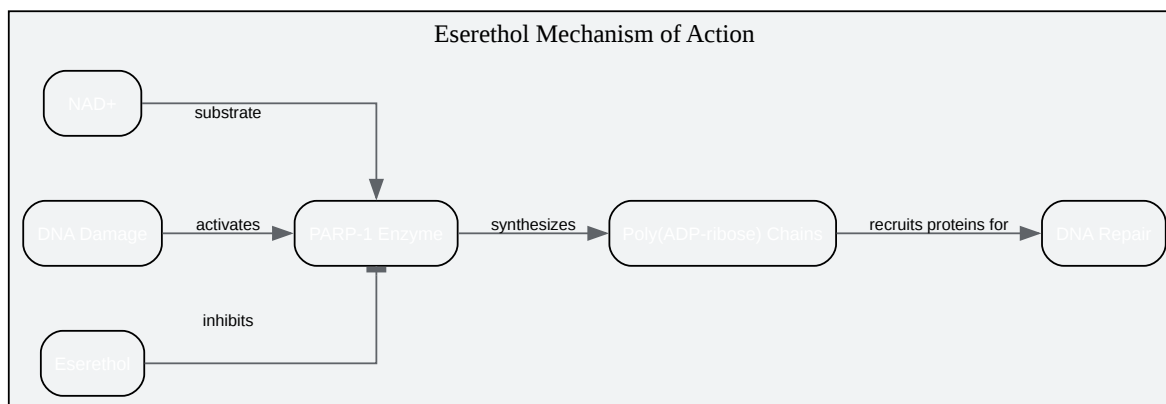 Eserethol Mechanism of Action
NAD+
substrate
DNA Damage
activates
PARP-1 Enzyme
synthesizes
Poly(ADP-ribose) Chains
recruits proteins for
DNA Repair
inhibits
Eserethol